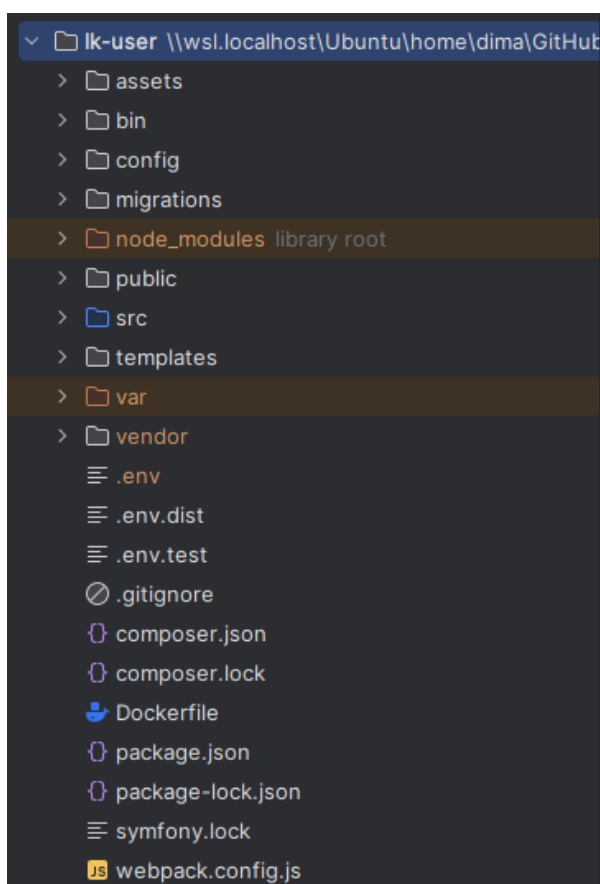 lk-user \\wsl.localhost\Ubuntu\home\dima\GitHub
assets
bin
config
migrations
node_modules library root
public
src
templates
var
vendor
.env
.env.dist
.env.test
.gitignore
composer.json
composer.lock
Dockerfile
package.json
package-lock.json
symfony.lock
JS webpack.config.js